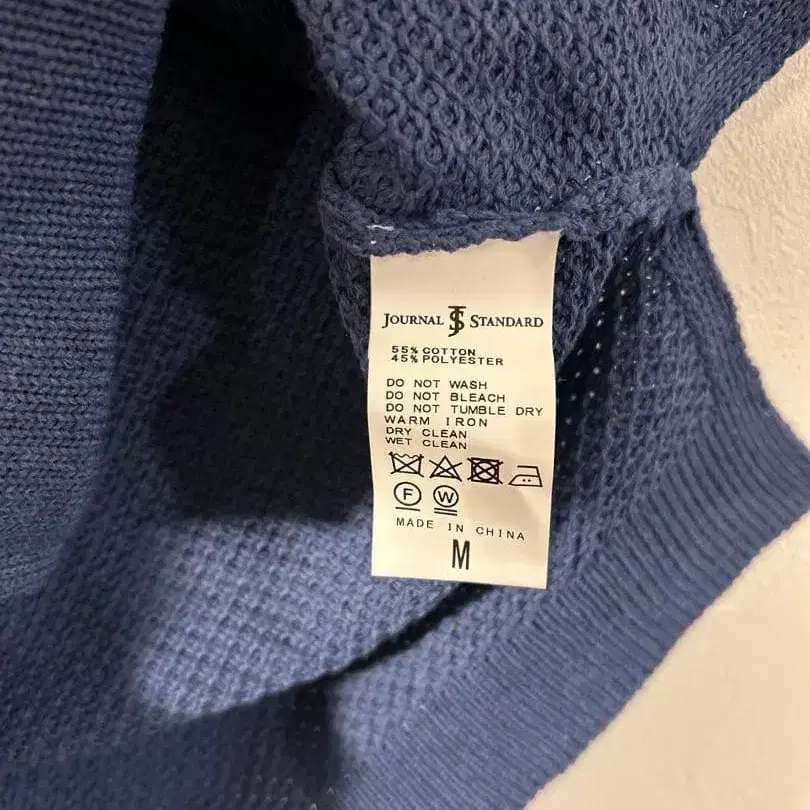 JOURNAL JS STANDARD
55% COTTON
45% POLYESTER
DO NOT WASH
DO NOT BLEACH
DO NOT TUMBLE DRY
WARM IRON
DRY CLEAN
WET CLEAN
F W
MADE IN CHINA
M